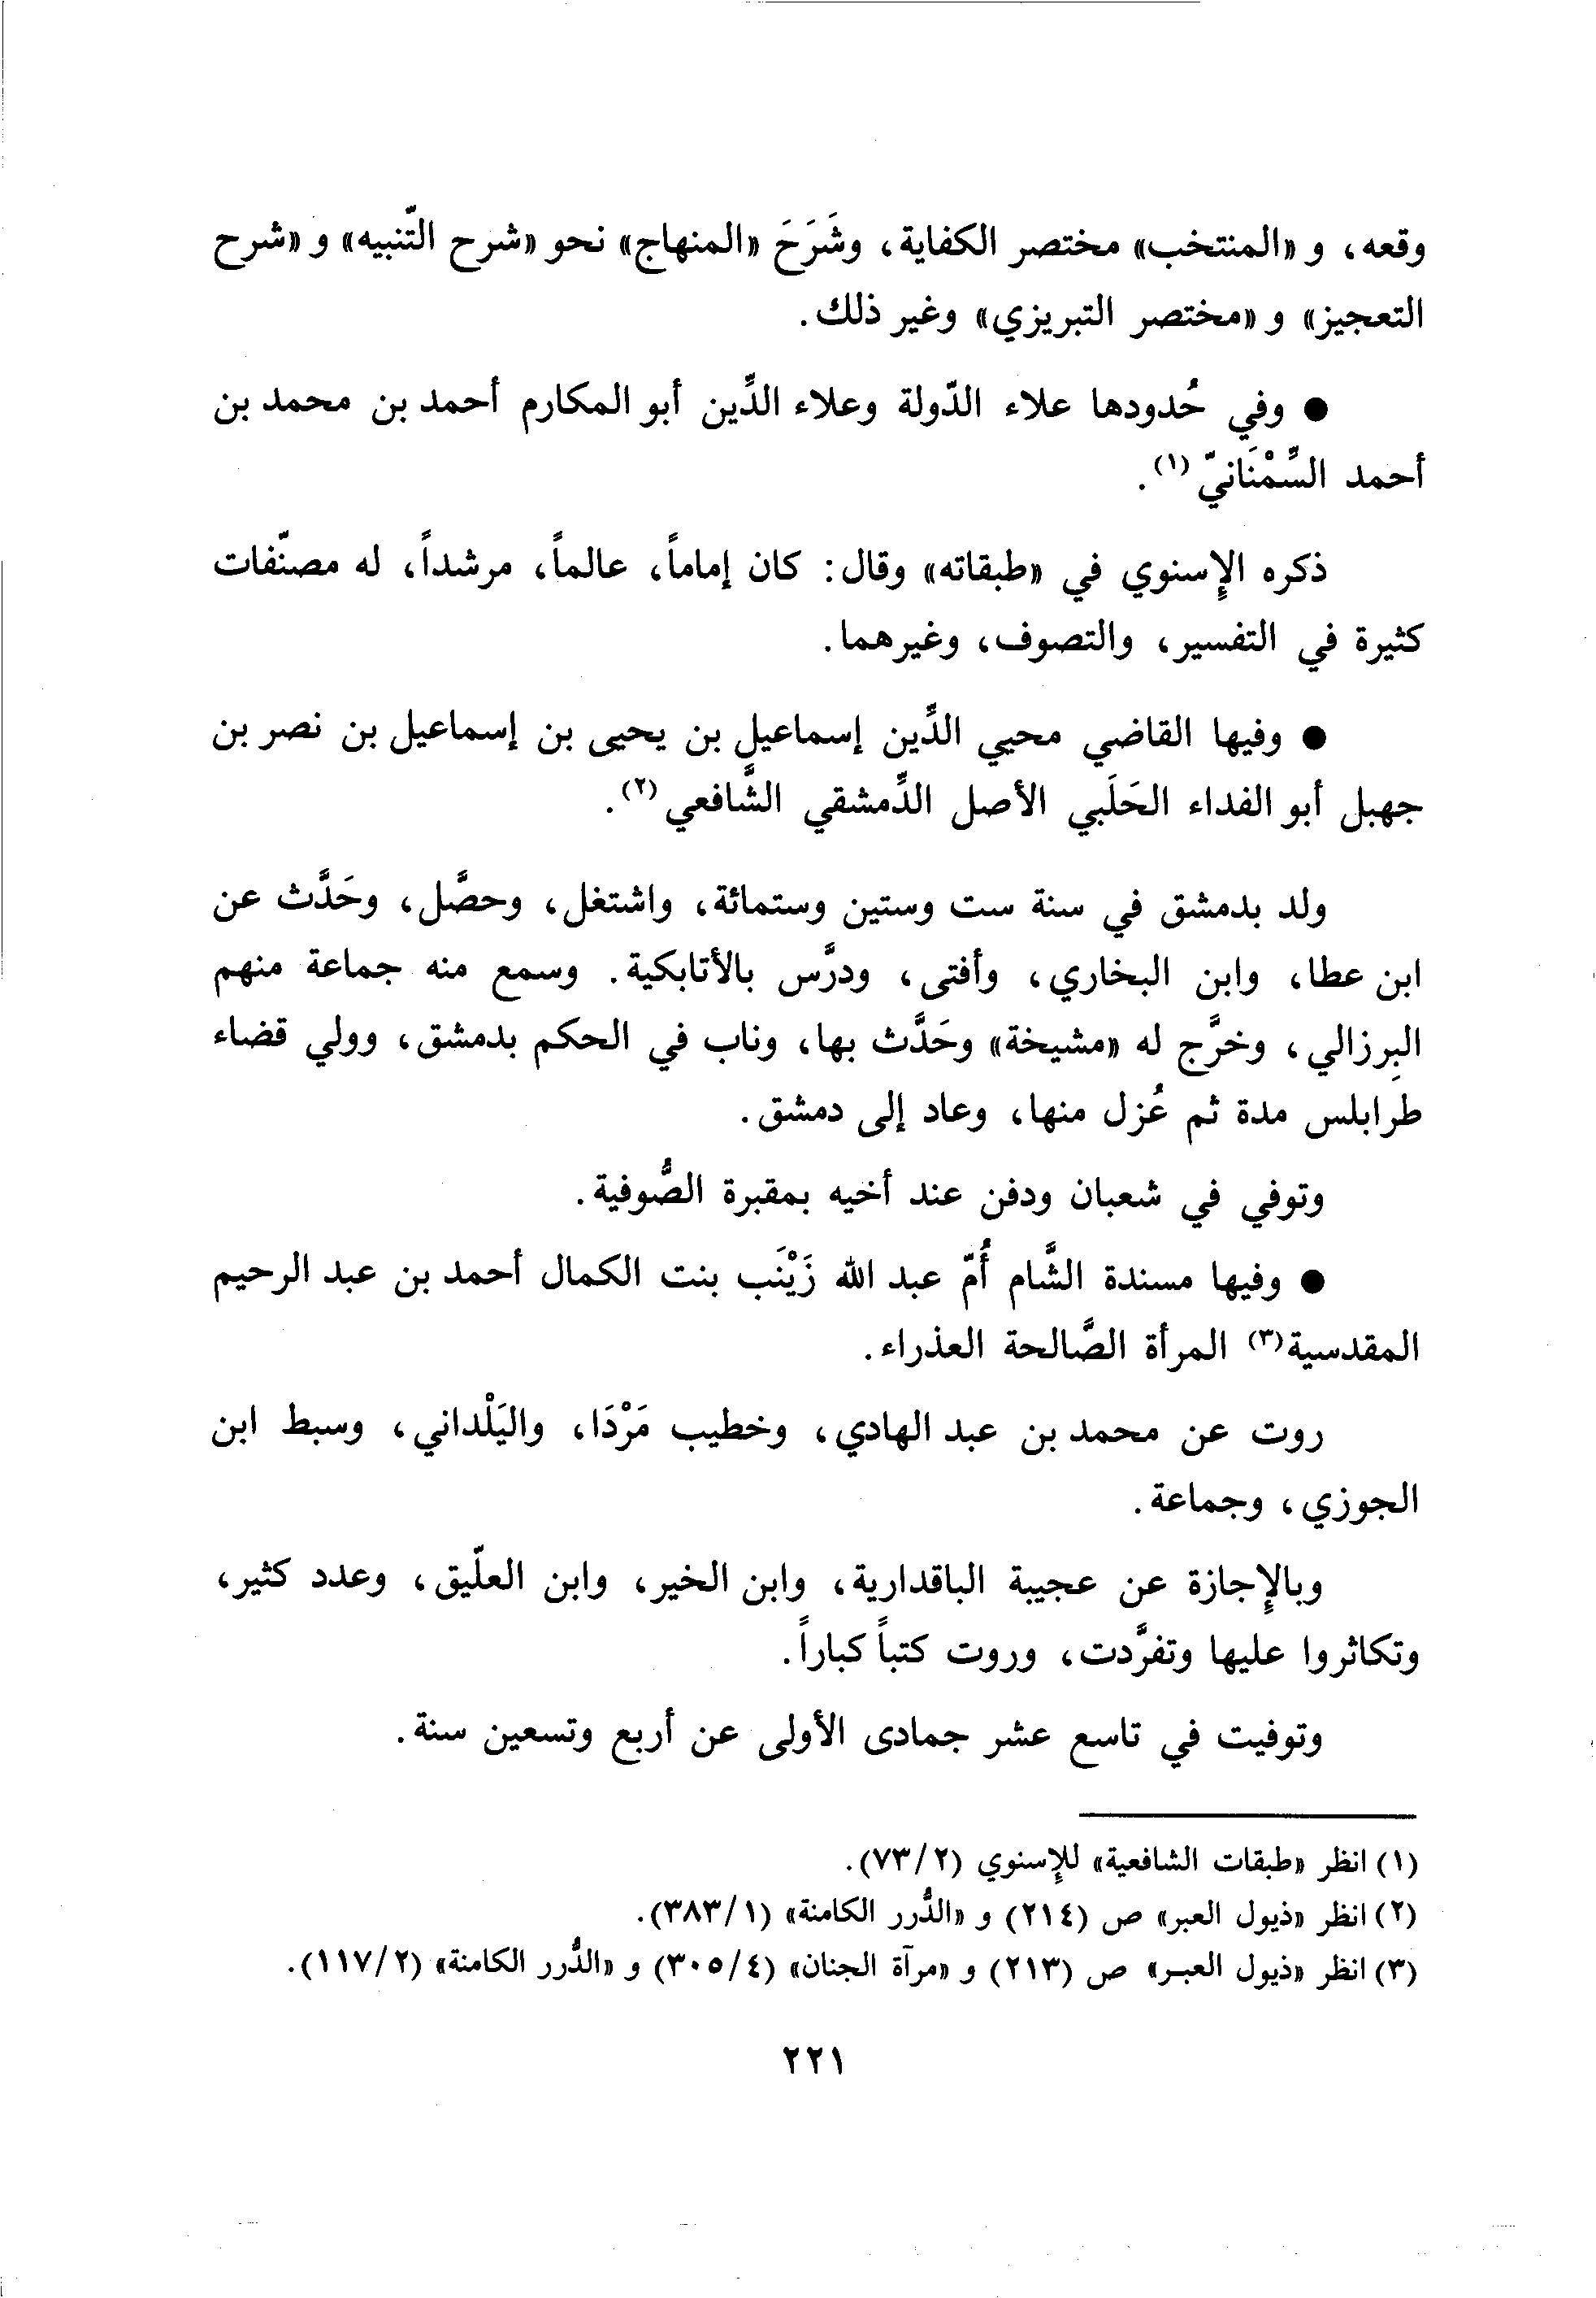 وقعه، و «المنتخب» مختصر الكفاية، وشَرَحَ «المنهاج» نحو «شرح التّنبيه» و «شرح
التعجيز» و «مختصر التبريزي» وغير ذلك.
● وفي حُدودها علاء الدّولة وعلاء الدِّين أبو المكارم أحمد بن محمد بن
أحمد السِّمْنَانيّ (١).
ذكره الإسنوي في «طبقاته» وقال: كان إماماً، عالماً، مرشداً، له مصنّفات
كثيرة في التفسير، والتصوف، وغيرهما.
● وفيها القاضي محيي الدِّين إسماعيل بن يحيى بن إسماعيل بن نصر بن
جهبل أبو الفداء الحَلَبي الأصل الدِّمشقي الشَّافعي (٢).
ولد بدمشق في سنة ست وستين وستمائة، واشتغل، وحصَّل، وحَدَّث عن
ابن عطا، وابن البخاري، وأفتى، ودرَّس بالأتابكية. وسمع منه جماعة منهم
البِرزالي، وخرَّج له «مشيخة» وحَدَّث بها، وناب في الحكم بدمشق، وولي قضاء
طرابلس مدة ثم عُزل منها، وعاد إلى دمشق.
وتوفي في شعبان ودفن عند أخيه بمقبرة الصُّوفية.
● وفيها مسندة الشَّام أُمّ عبد الله زَيْنَب بنت الكمال أحمد بن عبد الرحيم
المقدسية (٣) المرأة الصَّالحة العذراء.
روت عن محمد بن عبد الهادي، وخطيب مَرْدَا، واليَلْداني، وسبط ابن
الجوزي، وجماعة.
وبالإجازة عن عجيبة الباقدارية، وابن الخير، وابن العلّيق، وعدد كثير،
وتكاثروا عليها وتفرَّدت، وروت كتباً كباراً.
وتوفيت في تاسع عشر جمادى الأولى عن أربع وتسعين سنة.
(١) انظر «طبقات الشافعية» للإسنوي (٧٣/٢).
(٢) انظر «ذيول العبر» ص (٢١٤) و «الدُّرر الكامنة» (٣٨٣/١).
(٣) انظر «ذيول العبر» ص (٢١٣) و «مرآة الجنان» (٣٠٥/٤) و «الدُّرر الكامنة» (١١٧/٢).
٢٢١